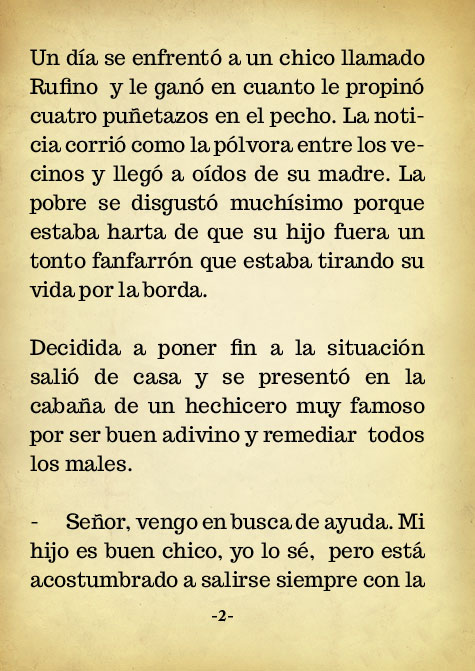 Un día se enfrentó a un chico llamado
Rufino  y le ganó en cuanto le propinó
cuatro puñetazos en el pecho. La noti-
cia corrió como la pólvora entre los ve-
cinos y llegó a oídos de su madre. La
pobre se disgustó muchísimo porque
estaba harta de que su hijo fuera un
tonto fanfarrón que estaba tirando su
vida por la borda.
Decidida a poner fin a la situación
salió de casa y se presentó en la
cabaña de un hechicero muy famoso
por ser buen adivino y remediar  todos
los males.
-    Señor, vengo en busca de ayuda. Mi
hijo es buen chico, yo lo sé,  pero está
acostumbrado a salirse siempre con la
-2-